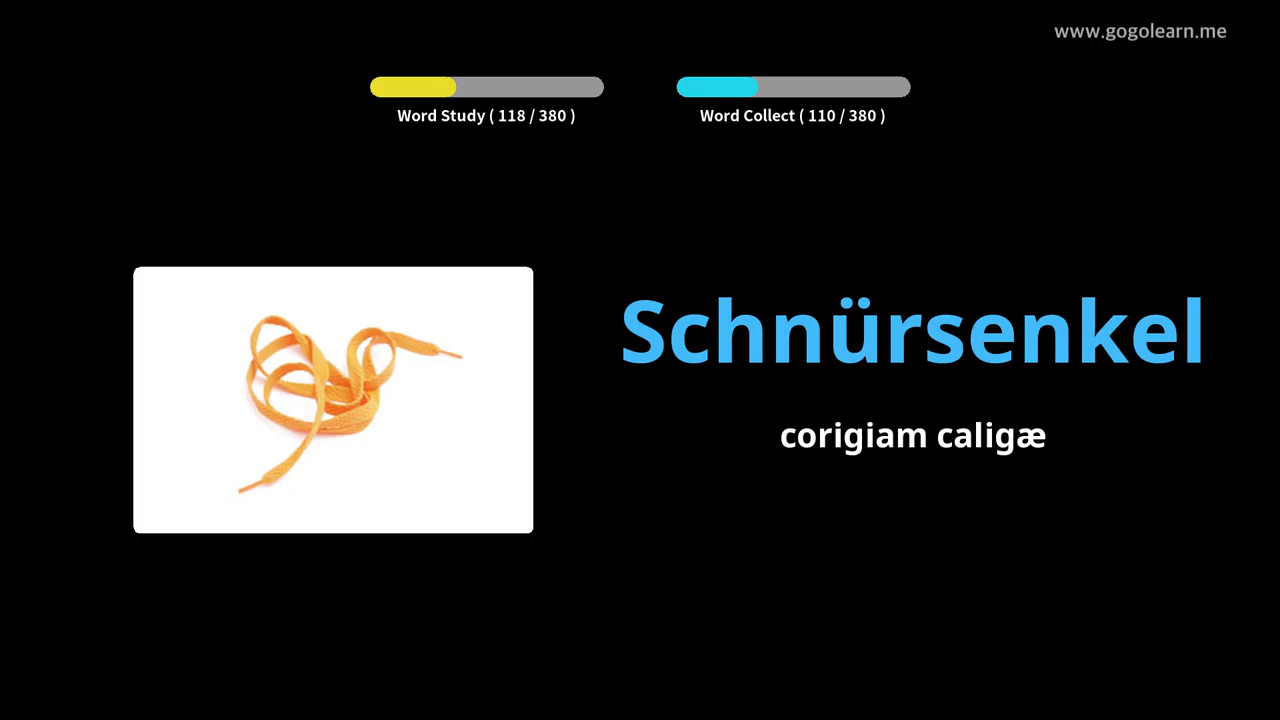 www.gogolearn.me
Word Study ( 118 / 380 )
Word Collect ( 110 / 380 )
Schnürsenkel
corigiam caligæ